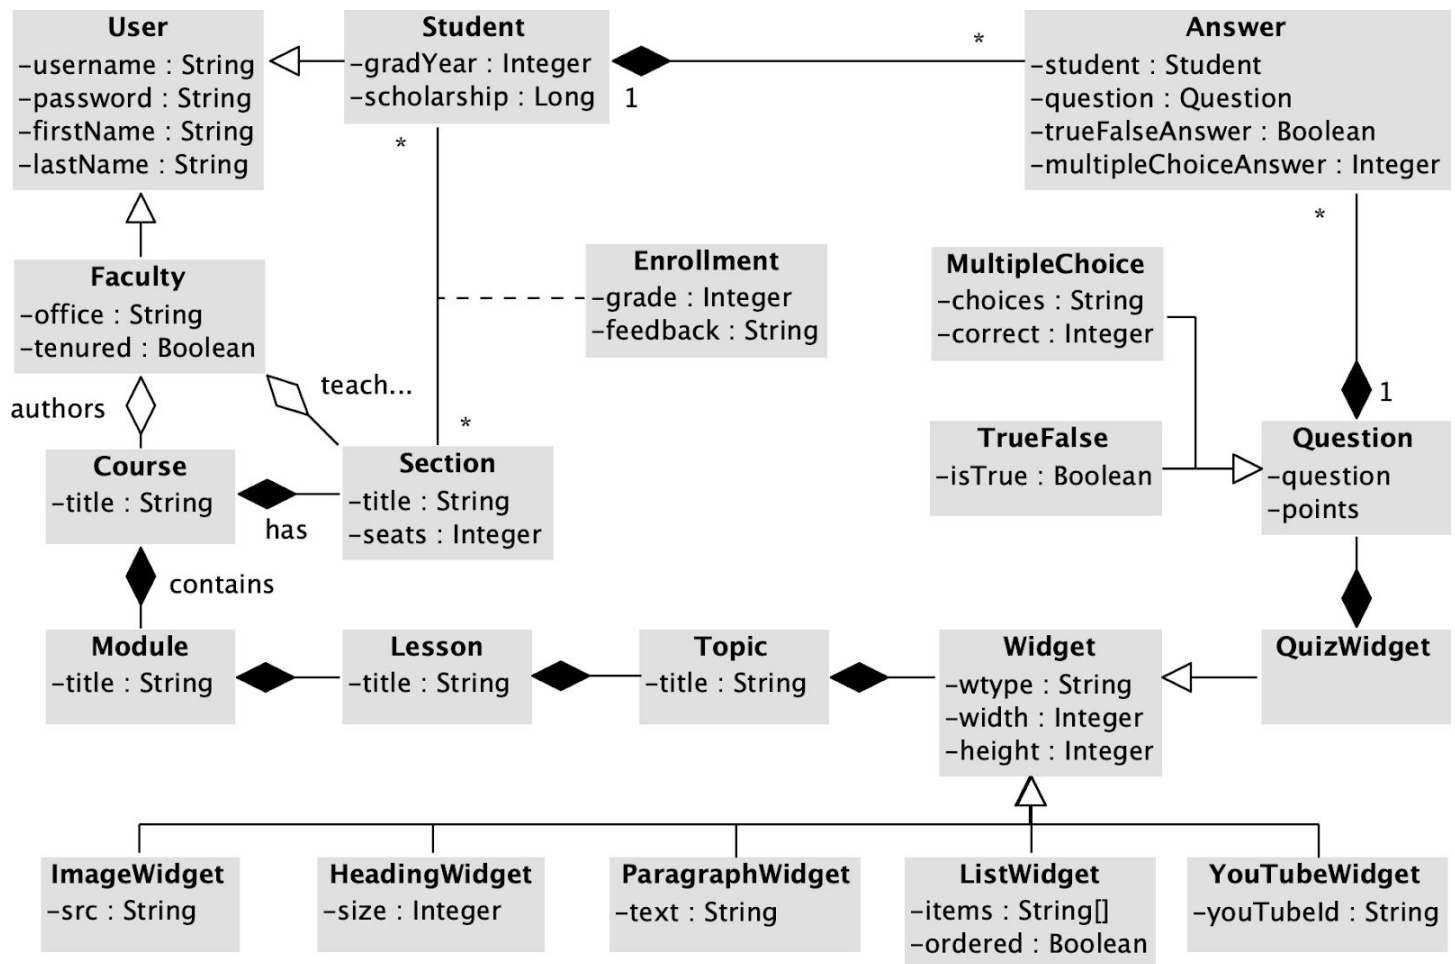 User
–username : String
–password : String
–firstName : String
–lastName : String
Student
–gradYear : Integer
–scholarship : Long
1
*
*
Answer
–student : Student
–question : Question
–trueFalseAnswer : Boolean
–multipleChoiceAnswer : Integer
*
Faculty
–office : String
–tenured : Boolean
authors
teach...
*
Enrollment
–grade : Integer
–feedback : String
MultipleChoice
–choices : String
–correct : Integer
TrueFalse
–isTrue : Boolean
1
Question
–question
–points
Course
–title : String
has
contains
Section
–title : String
–seats : Integer
Module
–title : String
Lesson
–title : String
Topic
–title : String
Widget
–wtype : String
–width : Integer
–height : Integer
QuizWidget
ImageWidget
–src : String
HeadingWidget
–size : Integer
ParagraphWidget
–text : String
ListWidget
–items : String[]
–ordered : Boolean
YouTubeWidget
–youTubeId : String